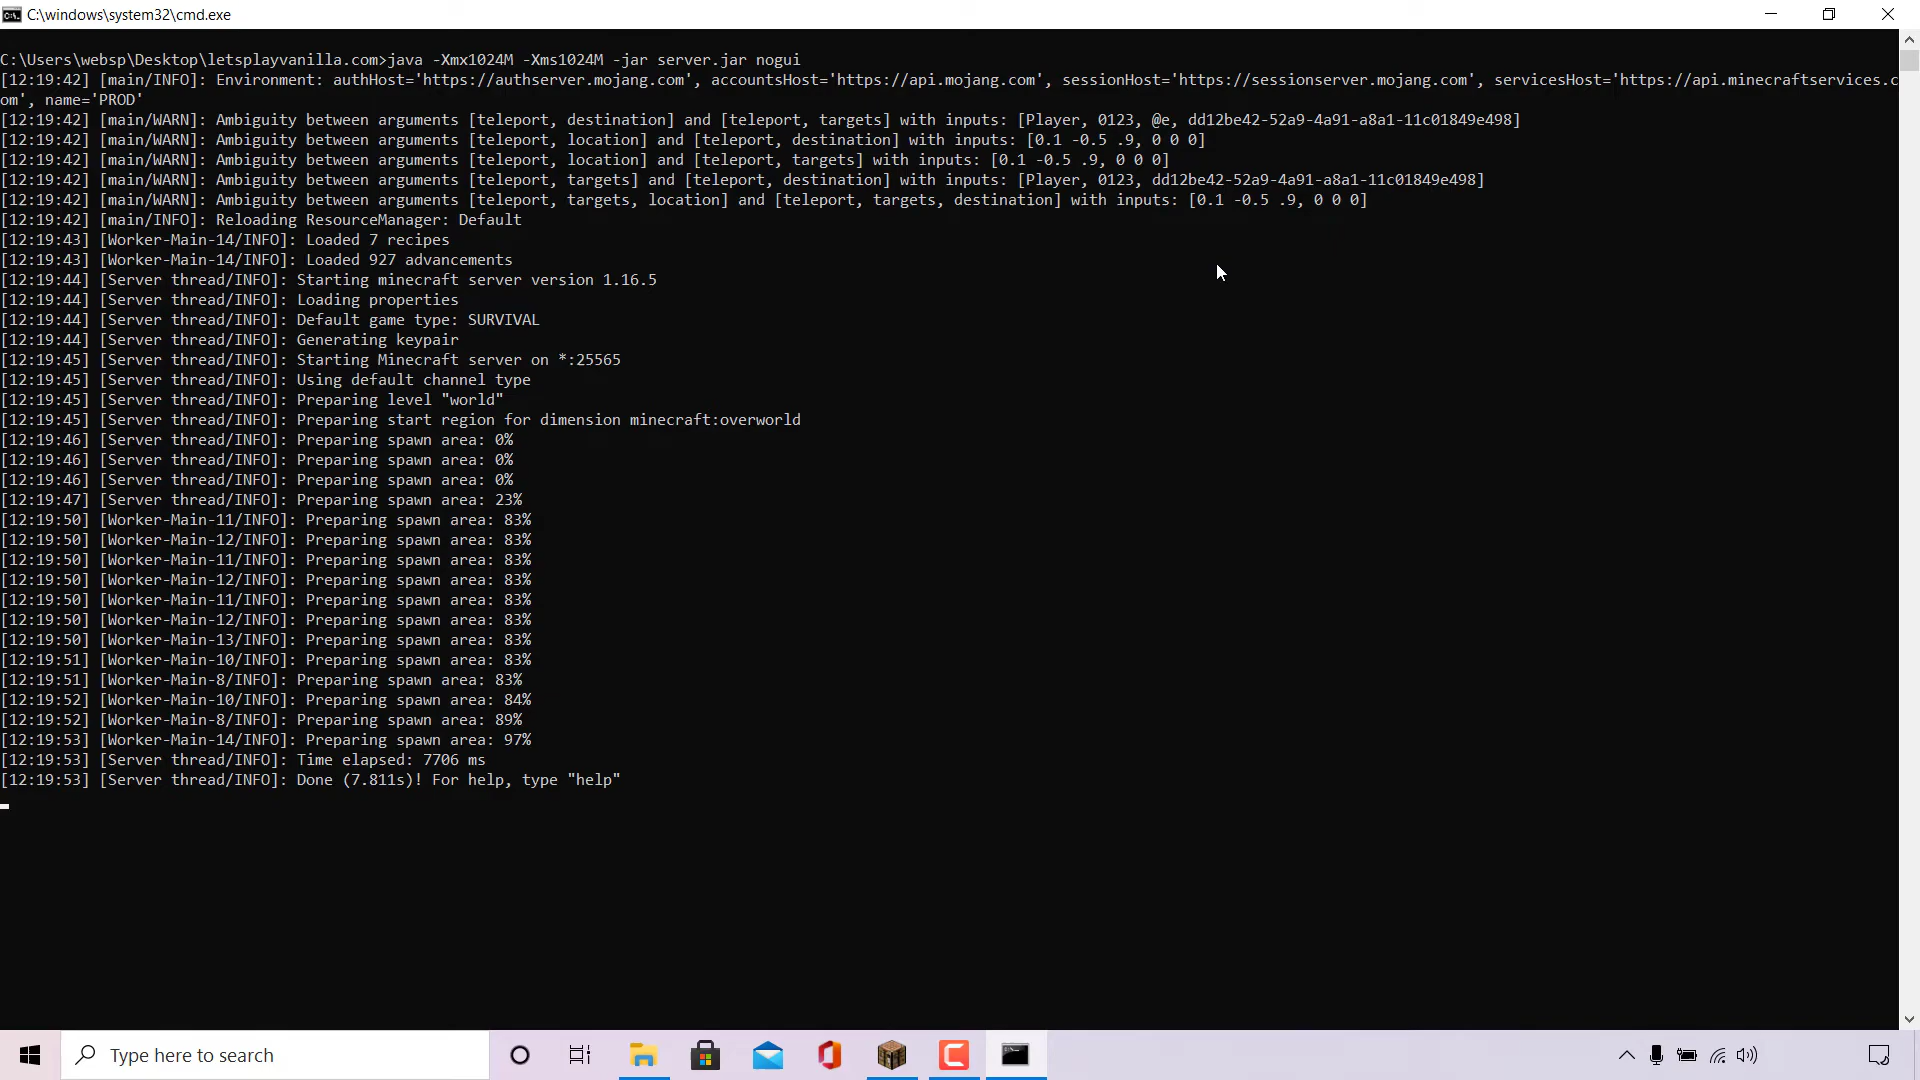 C:\windows\system32\cmd.exe
C:\Users\websp\Desktop\letsplayvanilla.com>java -Xmx1024M -Xms1024M -jar server.jar nogui
[12:19:42] [main/INFO]: Environment: authHost='https://authserver.mojang.com', accountsHost='https://api.mojang.com', sessionHost='https://sessionserver.mojang.com', servicesHost='https://api.minecraftservices.c
om', name='PROD'
[12:19:42] [main/WARN]: Ambiguity between arguments [teleport, destination] and [teleport, targets] with inputs: [Player, 0123, @e, dd12be42-52a9-4a91-a8a1-11c01849e498]
[12:19:42] [main/WARN]: Ambiguity between arguments [teleport, location] and [teleport, destination] with inputs: [0.1 -0.5 .9, 0 0 0]
[12:19:42] [main/WARN]: Ambiguity between arguments [teleport, location] and [teleport, targets] with inputs: [0.1 -0.5 .9, 0 0 0]
[12:19:42] [main/WARN]: Ambiguity between arguments [teleport, targets] and [teleport, destination] with inputs: [Player, 0123, dd12be42-52a9-4a91-a8a1-11c01849e498]
[12:19:42] [main/WARN]: Ambiguity between arguments [teleport, targets, location] and [teleport, targets, destination] with inputs: [0.1 -0.5 .9, 0 0 0]
[12:19:42] [main/INFO]: Reloading ResourceManager: Default
[12:19:43] [Worker-Main-14/INFO]: Loaded 7 recipes
[12:19:43] [Worker-Main-14/INFO]: Loaded 927 advancements
[12:19:44] [Server thread/INFO]: Starting minecraft server version 1.16.5
[12:19:44] [Server thread/INFO]: Loading properties
[12:19:44] [Server thread/INFO]: Default game type: SURVIVAL
[12:19:44] [Server thread/INFO]: Generating keypair
[12:19:45] [Server thread/INFO]: Starting Minecraft server on *:25565
[12:19:45] [Server thread/INFO]: Using default channel type
[12:19:45] [Server thread/INFO]: Preparing level "world"
[12:19:45] [Server thread/INFO]: Preparing start region for dimension minecraft:overworld
[12:19:46] [Server thread/INFO]: Preparing spawn area: 0%
[12:19:46] [Server thread/INFO]: Preparing spawn area: 0%
[12:19:46] [Server thread/INFO]: Preparing spawn area: 0%
[12:19:47] [Server thread/INFO]: Preparing spawn area: 23%
[12:19:50] [Worker-Main-11/INFO]: Preparing spawn area: 83%
[12:19:50] [Worker-Main-12/INFO]: Preparing spawn area: 83%
[12:19:50] [Worker-Main-11/INFO]: Preparing spawn area: 83%
[12:19:50] [Worker-Main-12/INFO]: Preparing spawn area: 83%
[12:19:50] [Worker-Main-11/INFO]: Preparing spawn area: 83%
[12:19:50] [Worker-Main-12/INFO]: Preparing spawn area: 83%
[12:19:50] [Worker-Main-13/INFO]: Preparing spawn area: 83%
[12:19:51] [Worker-Main-10/INFO]: Preparing spawn area: 83%
[12:19:51] [Worker-Main-8/INFO]: Preparing spawn area: 83%
[12:19:52] [Worker-Main-10/INFO]: Preparing spawn area: 84%
[12:19:52] [Worker-Main-8/INFO]: Preparing spawn area: 89%
[12:19:53] [Worker-Main-14/INFO]: Preparing spawn area: 97%
[12:19:53] [Server thread/INFO]: Time elapsed: 7706 ms
[12:19:53] [Server thread/INFO]: Done (7.811s)! For help, type "help"
Type here to search